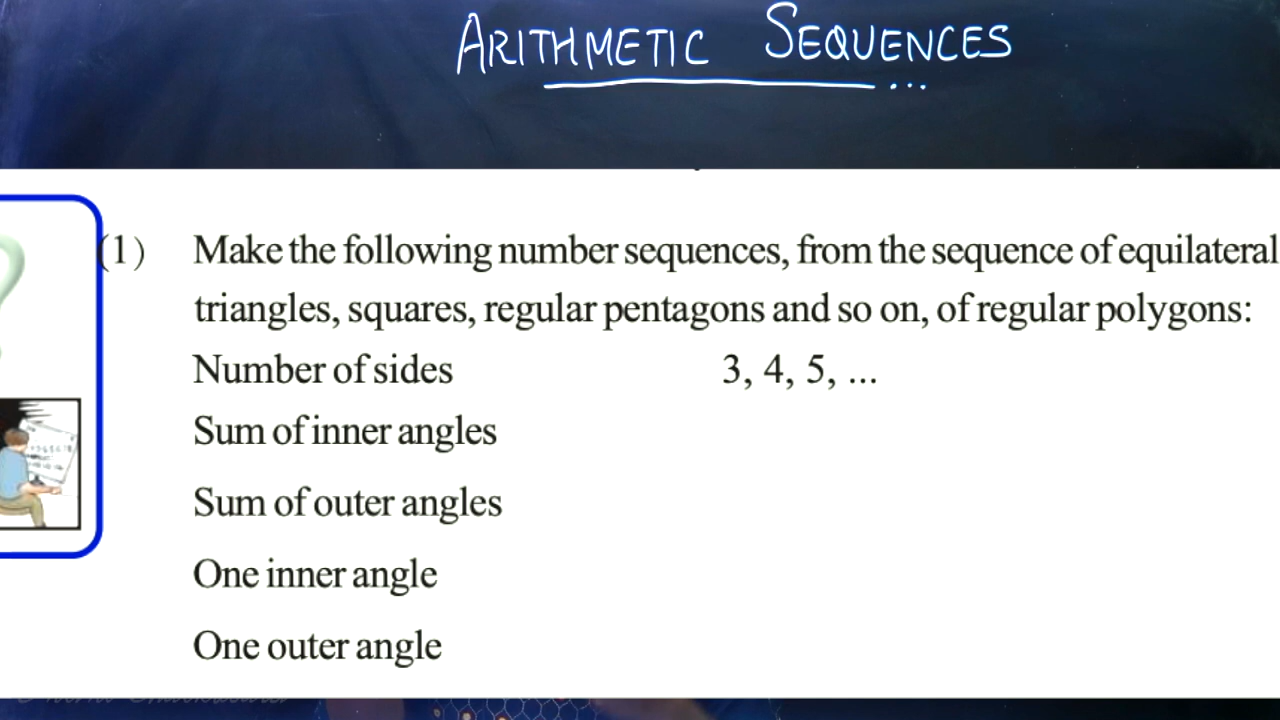 ARITHMETIC SEQUENCES ...
(1) Make the following number sequences, from the sequence of equilateral
triangles, squares, regular pentagons and so on, of regular polygons:
Number of sides 3, 4, 5, ...
Sum of inner angles
Sum of outer angles
One inner angle
One outer angle